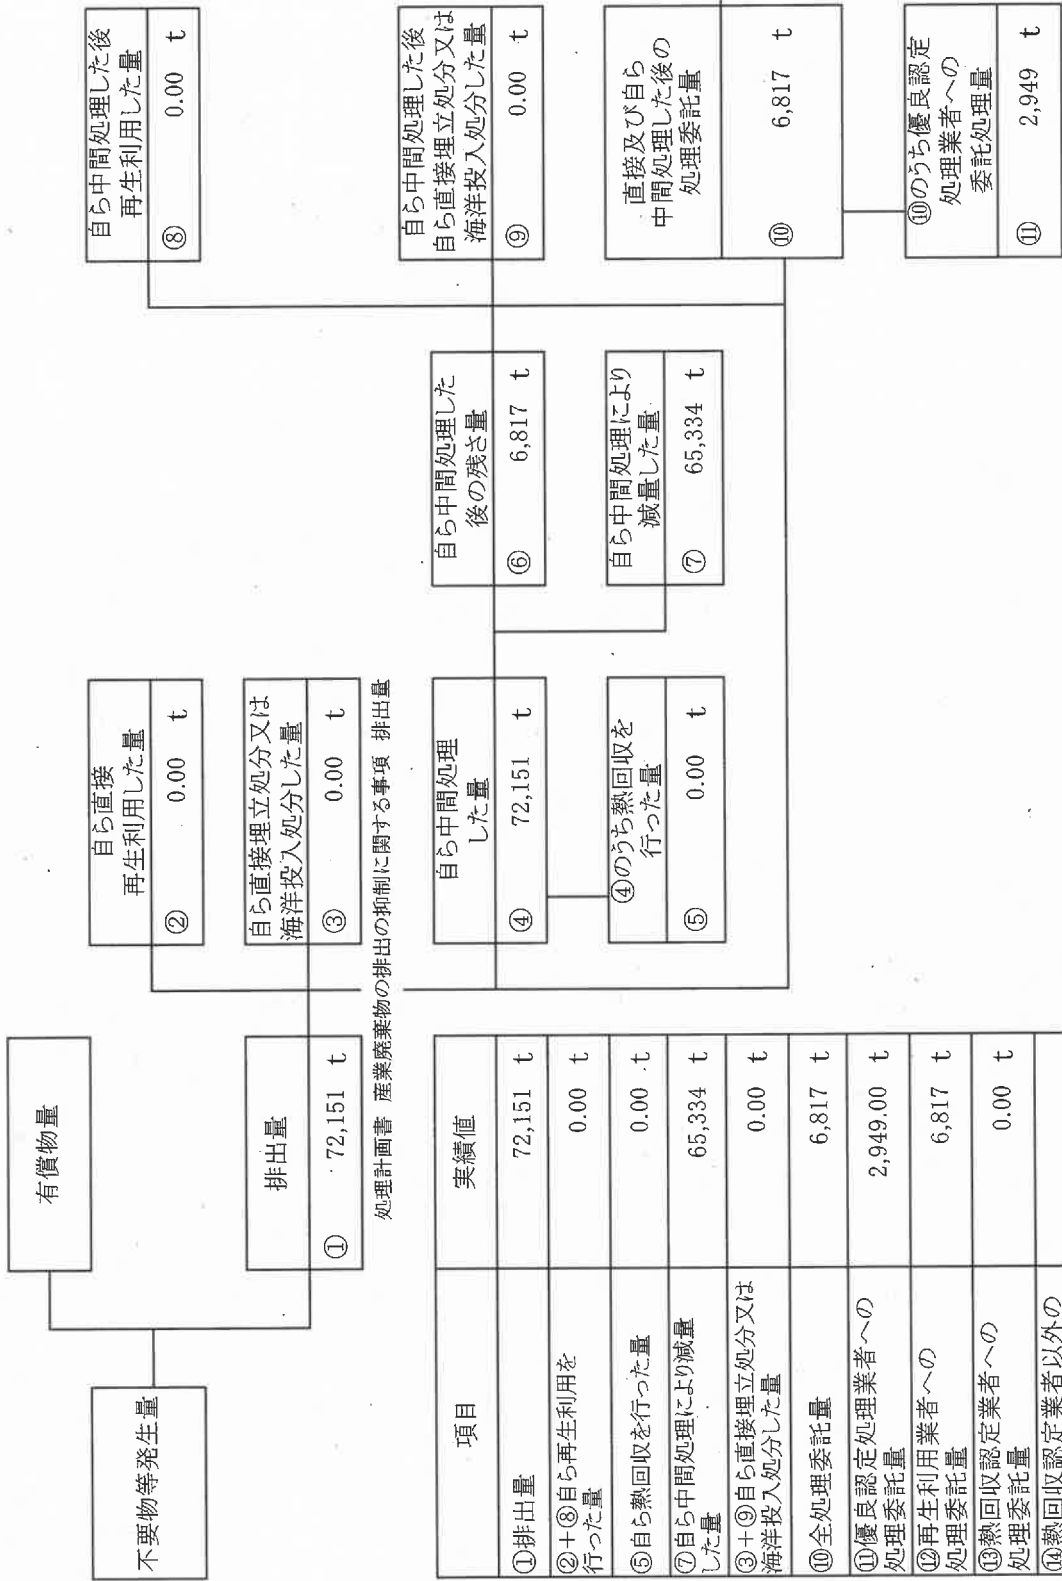 不要物等発生量
有償物量
排出量
① 72,151 t
処理計画書 産業廃棄物の排出の抑制に関する事項 排出量
自ら直接
再生利用した量
② 0.00 t
自ら直接埋立処分又は
海洋投入処分した量
③ 0.00 t
自ら中間処理
した量
④ 72,151 t
④のうち熱回収を
行った量
⑤ 0.00 t
自ら中間処理した
後の残さ量
⑥ 6,817 t
自ら中間処理により
減量した量
⑦ 65,334 t
自ら中間処理した後
再生利用した量
⑧ 0.00 t
自ら中間処理した後
自ら直接埋立処分又は
海洋投入処分した量
⑨ 0.00 t
直接及び自ら
中間処理した後の
処理委託量
⑩ 6,817 t
⑩のうち優良認定
処理業者への
委託処理量
⑪ 2,949 t
項目 実績値
①排出量 72,151 t
②+⑧自ら再生利用を
行った量 0.00 t
⑤自ら熱回収を行った量 0.00 t
⑦自ら中間処理により減量
した量 65,334 t
③+⑨自ら直接埋立処分又は
海洋投入処分した量 0.00 t
⑩全処理委託量 6,817 t
⑪優良認定処理業者への
処理委託量 2,949.00 t
⑫再生利用業者への
処理委託量 6,817 t
⑬熱回収認定業者への
処理委託量 0.00 t
⑭熱回収認定業者以外の